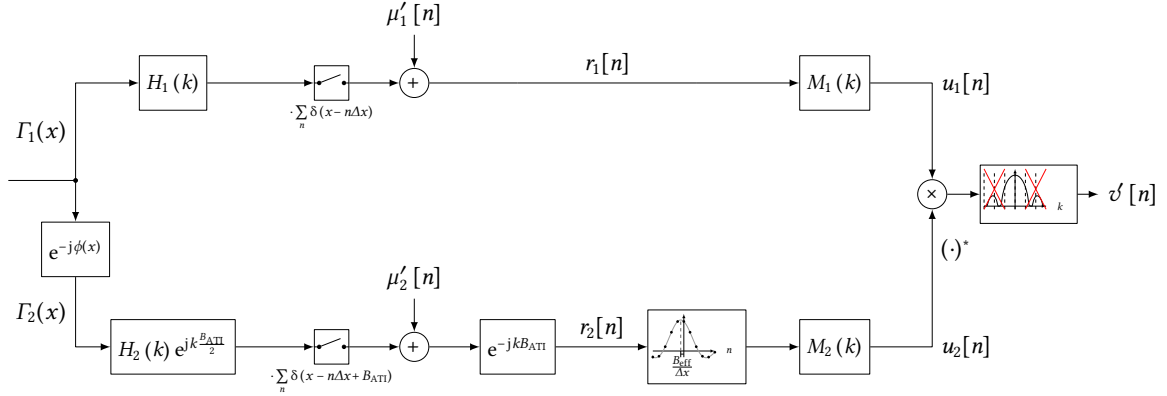 μ′₁[n]
r₁[n]
H₁(k)
+
M₁(k)
u₁[n]
· ∑ₙ δ(x−nΔx)
Γ₁(x)
×
k
v′[n]
e^{−jϕ(x)}
(·)*
μ′₂[n]
Γ₂(x)
r₂[n]
H₂(k) e^{jk B_ATI/2}
+
e^{−jkB_ATI}
n
B_eff/Δx
M₂(k)
u₂[n]
· ∑ₙ δ(x−nΔx+B_ATI)